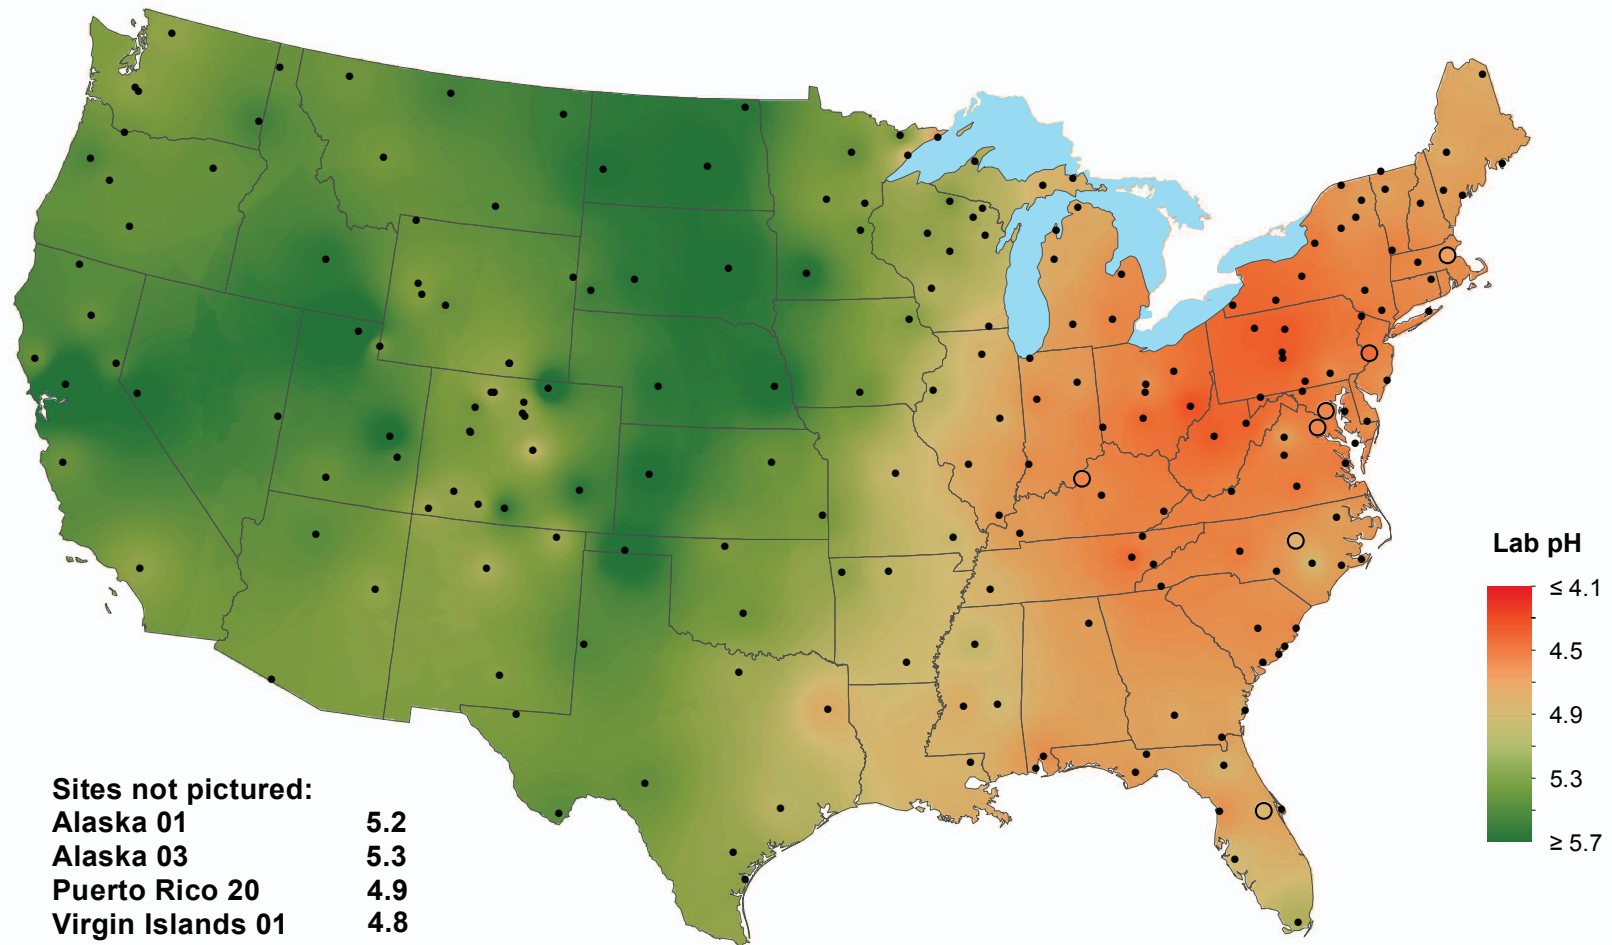 Lab pH
≤ 4.1
4.5
4.9
5.3
≥ 5.7
Sites not pictured:
Alaska 01 5.2
Alaska 03 5.3
Puerto Rico 20 4.9
Virgin Islands 01 4.8